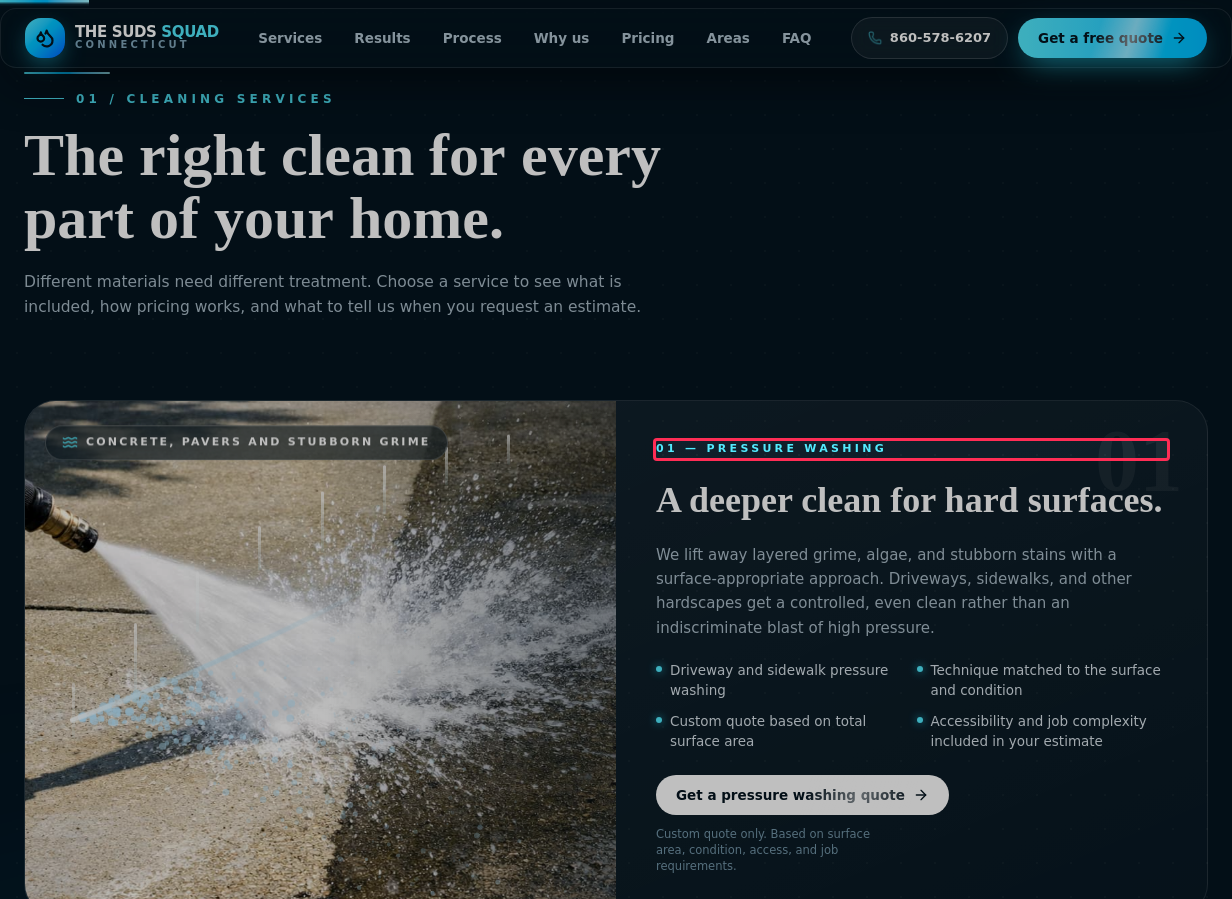 THE SUDS SQUAD
CONNECTICUT
Services
Results
Process
Why us
Pricing
Areas
FAQ
860-578-6207
Get a free quote
01 / CLEANING SERVICES
The right clean for every
part of your home.
Different materials need different treatment. Choose a service to see what is
included, how pricing works, and what to tell us when you request an estimate.
CONCRETE, PAVERS AND STUBBORN GRIME
01 — PRESSURE WASHING
01
A deeper clean for hard surfaces.
We lift away layered grime, algae, and stubborn stains with a
surface-appropriate approach. Driveways, sidewalks, and other
hardscapes get a controlled, even clean rather than an
indiscriminate blast of high pressure.
Driveway and sidewalk pressure
washing
Technique matched to the surface
and condition
Custom quote based on total
surface area
Accessibility and job complexity
included in your estimate
Get a pressure washing quote
Custom quote only. Based on surface
area, condition, access, and job
requirements.